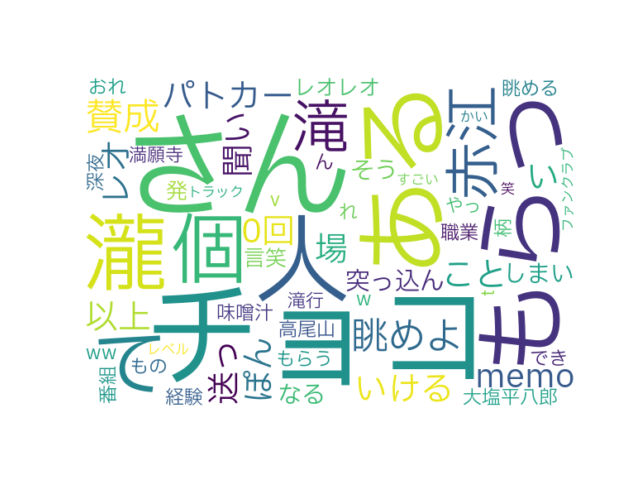 おれ
パトカー
レオレオ
眺める
賛成
さん
滝
ある
赤江
かい
もらっ
深夜
レオ
満願寺
聞い
ん
そう
すごい
い
笑
ファンクラブ
発
トラック
v
れ
やっ
柄
瀧
個
人
0回
言笑
場
職業
て
チョコ
突っ込ん
こと
しまい
以上
味噌汁
滝行
w
眺めよ
t
ww
レベル
送っ
ぽん
高尾山
もらう
でき
番組
もの
経験
なる
いける
memo
大塩平八郎